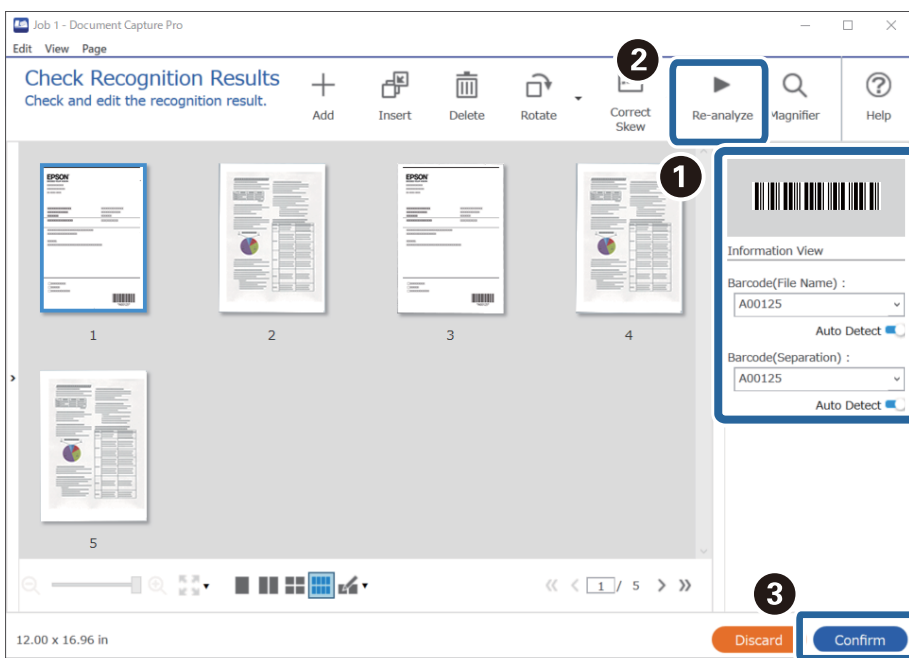 Job 1 - Document Capture Pro
Edit View Page
Check Recognition Results
Check and edit the recognition result.
Add
Insert
Delete
Rotate
Correct
Skew
2
Re-analyze
Magnifier
Help
1
EPSON
EPSON
1
2
3
4
5
Information View
Barcode(File Name) :
A00125
Auto Detect
Barcode(Separation) :
A00125
Auto Detect
1 / 5
3
12.00 x 16.96 in
Discard
Confirm